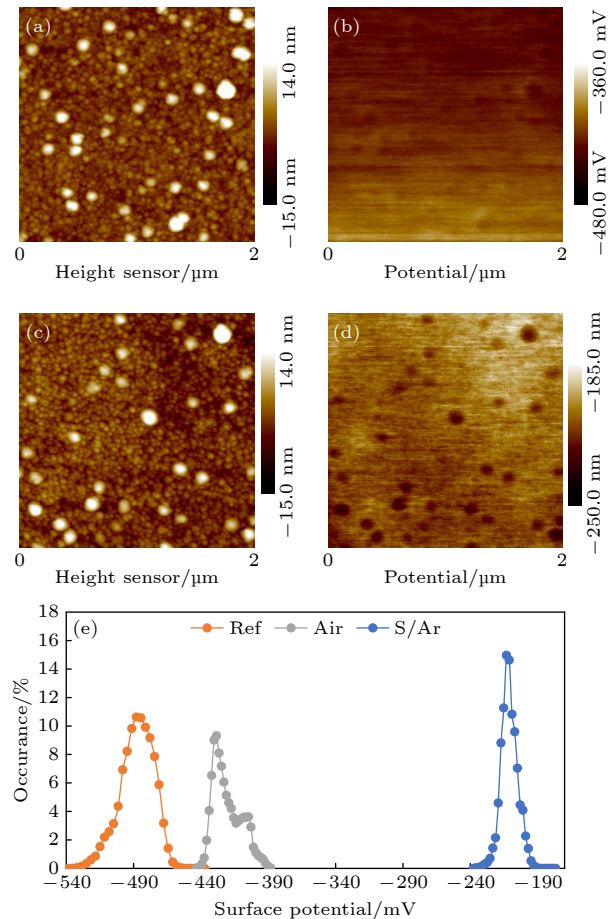 (a)
14.0 nm
−15.0 nm
0 2
Height sensor/µm
(b)
−360.0 mV
−480.0 mV
0 2
Potential/µm
(c)
14.0 nm
−15.0 nm
0 2
Height sensor/µm
(d)
−185.0 nm
−250.0 nm
0 2
Potential/µm
(e)
Ref Air S/Ar
Occurance/%
18
16
14
12
10
8
6
4
2
0
−540 −490 −440 −390 −340 −290 −240 −190
Surface potential/mV